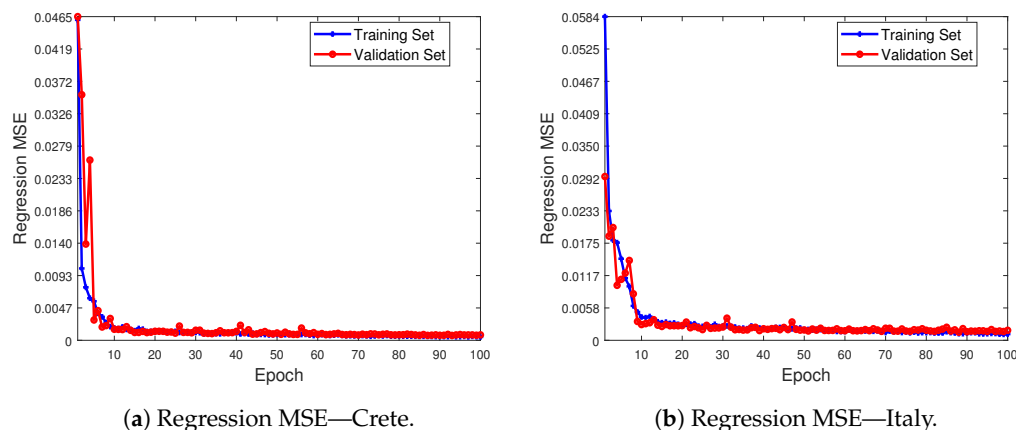 0.0465
0.0419
0.0372
0.0326
0.0279
0.0233
0.0186
0.0140
0.0093
0.0047
0
Regression MSE
10 20 30 40 50 60 70 80 90 100
Epoch
Training Set
Validation Set
(a) Regression MSE—Crete.
0.0584
0.0525
0.0467
0.0409
0.0350
0.0292
0.0233
0.0175
0.0117
0.0058
0
Regression MSE
10 20 30 40 50 60 70 80 90 100
Epoch
Training Set
Validation Set
(b) Regression MSE—Italy.